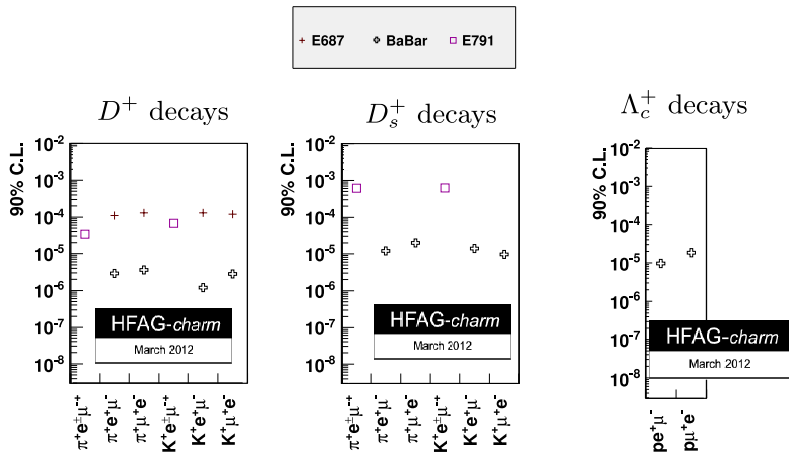 E687 BaBar E791
D⁺ decays
90% C.L.
10⁻²
10⁻³
10⁻⁴
10⁻⁵
10⁻⁶
10⁻⁷
10⁻⁸
HFAG-charm
March 2012
π⁺e±μ⁻⁺
π⁺e⁺μ⁻
π⁺μ⁺e⁻
K⁺e±μ⁻⁺
K⁺e⁺μ⁻
K⁺μ⁺e⁻
Dₛ⁺ decays
90% C.L.
10⁻²
10⁻³
10⁻⁴
10⁻⁵
10⁻⁶
10⁻⁷
10⁻⁸
HFAG-charm
March 2012
π⁺e±μ⁻⁺
π⁺e⁺μ⁻
π⁺μ⁺e⁻
K⁺e±μ⁻⁺
K⁺e⁺μ⁻
K⁺μ⁺e⁻
Λ_c⁺ decays
90% C.L.
10⁻²
10⁻³
10⁻⁴
10⁻⁵
10⁻⁶
10⁻⁷
10⁻⁸
HFAG-charm
March 2012
pe⁺μ⁻
pμ⁺e⁻